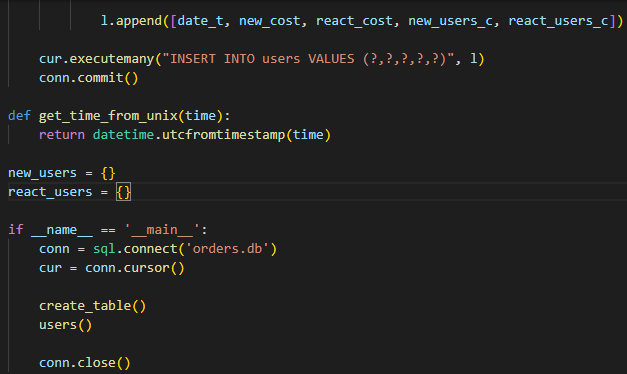 l.append([date_t, new_cost, react_cost, new_users_c, react_users_c])
cur.executemany("INSERT INTO users VALUES (?,?,?,?,?)", l)
conn.commit()
def get_time_from_unix(time):
return datetime.utcfromtimestamp(time)
new_users = {}
react_users = {}
if __name__ == '__main__':
conn = sql.connect('orders.db')
cur = conn.cursor()
create_table()
users()
conn.close()